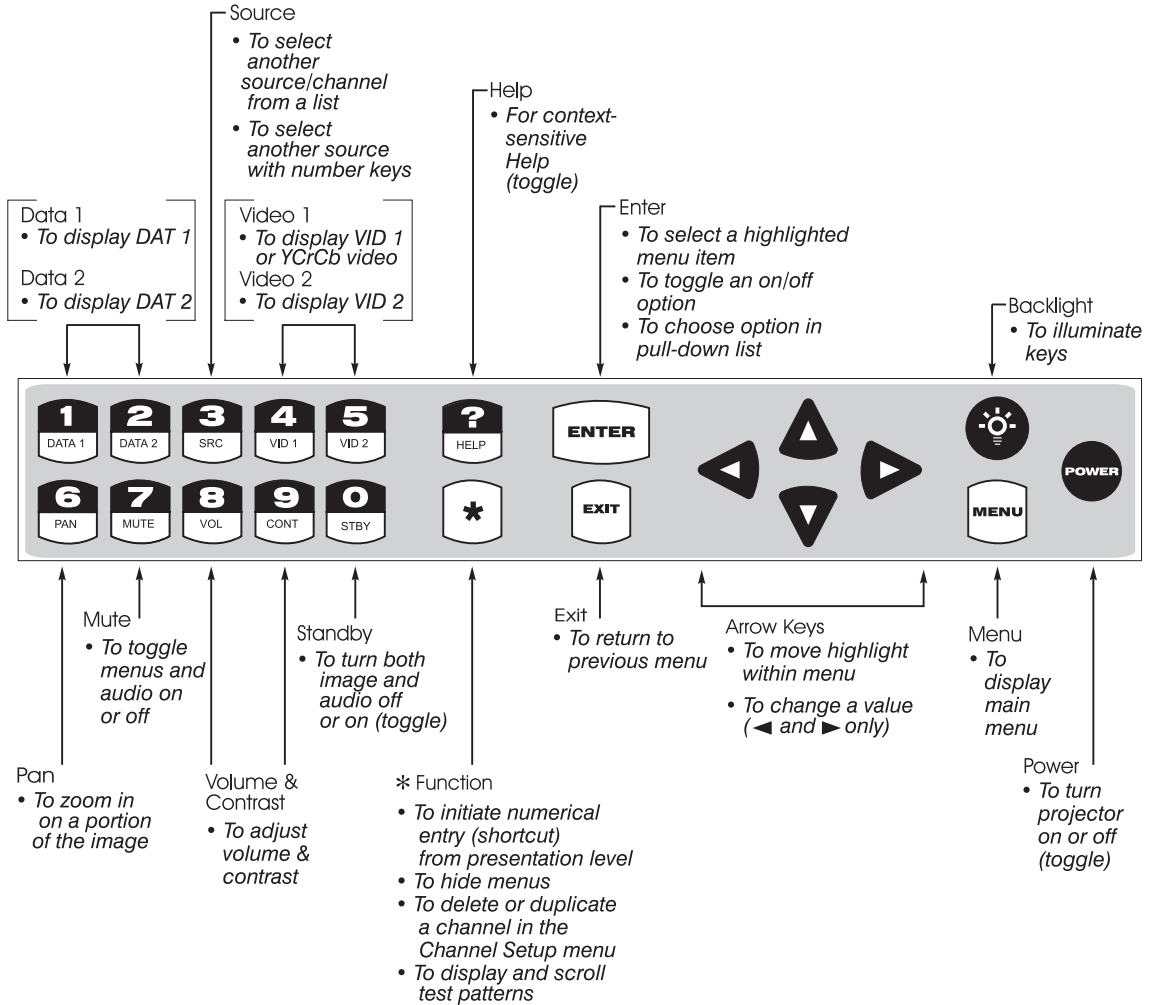 Source
• To select
another
source/channel
from a list
• To select
another source
with number keys
Help
• For context-
sensitive
Help
(toggle)
Data 1
• To display DAT 1
Data 2
• To display DAT 2
Video 1
• To display VID 1
or YCrCb video
Video 2
• To display VID 2
Enter
• To select a highlighted
menu item
• To toggle an on/off
option
• To choose option in
pull-down list
Backlight
• To illuminate
keys
1
DATA 1
2
DATA 2
3
SRC
4
VID 1
5
VID 2
?
HELP
ENTER
POWER
6
PAN
7
MUTE
8
VOL
9
CONT
0
STBY
*
EXIT
MENU
Mute
• To toggle
menus and
audio on
or off
Standby
• To turn both
image and
audio off
or on (toggle)
Exit
• To return to
previous menu
Arrow Keys
• To move highlight
within menu
• To change a value
(◄ and ► only)
Menu
• To
display
main
menu
Pan
• To zoom in
on a portion
of the image
Volume &
Contrast
• To adjust
volume &
contrast
* Function
• To initiate numerical
entry (shortcut)
from presentation level
• To hide menus
• To delete or duplicate
a channel in the
Channel Setup menu
• To display and scroll
test patterns
Power
• To turn
projector
on or off
(toggle)